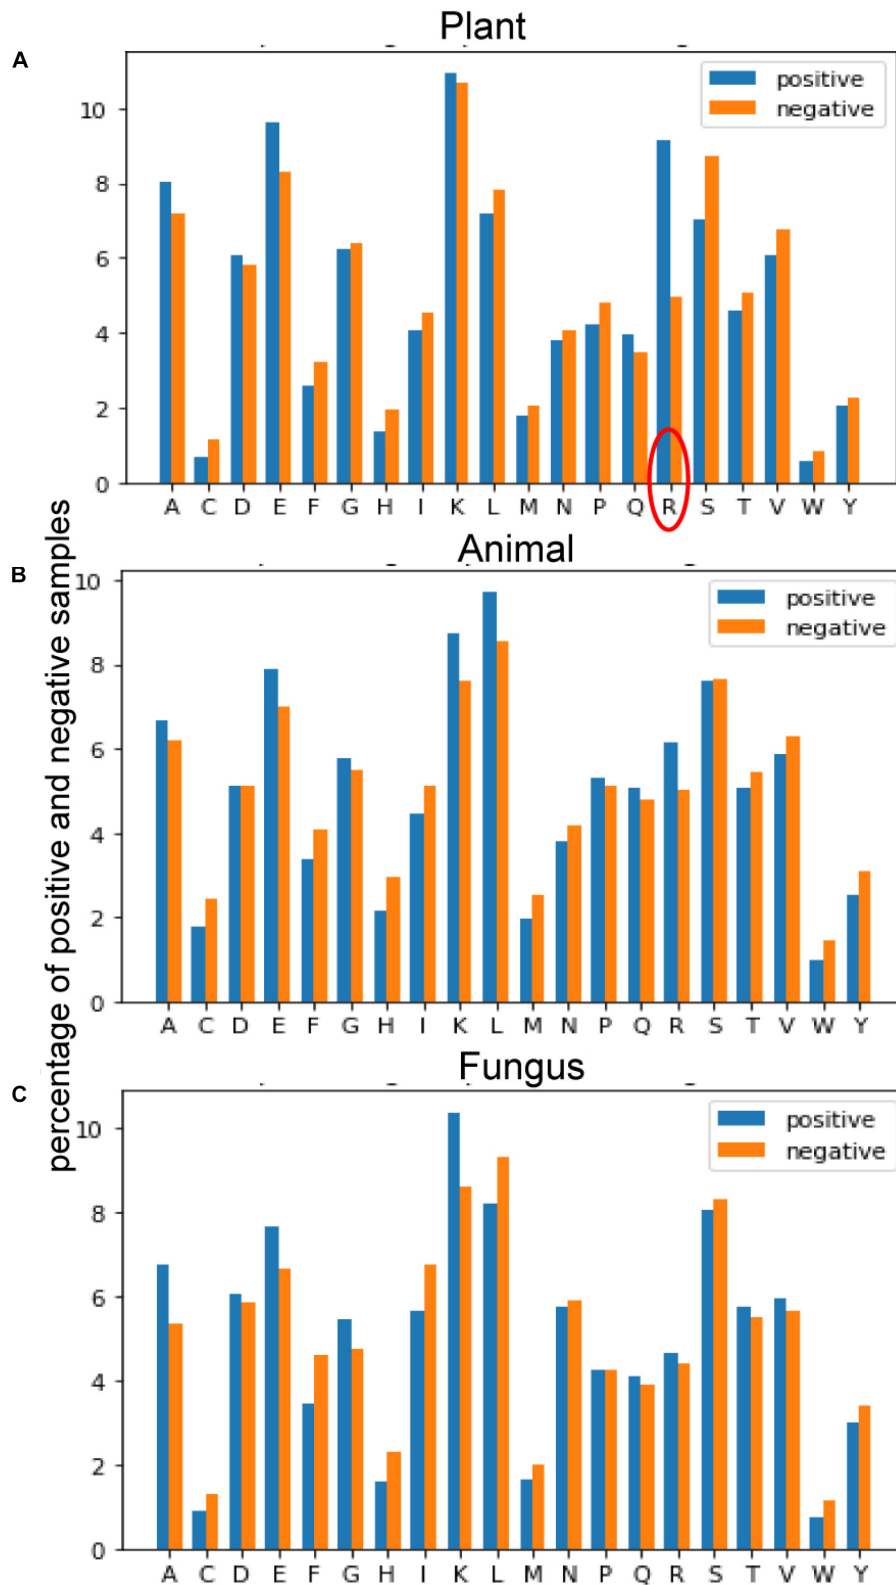 Plant
A
positive
negative
10
8
6
4
2
0
A C D E F G H I K L M N P Q R S T V W Y
percentage of positive and negative samples
Animal
B
positive
negative
10
8
6
4
2
0
A C D E F G H I K L M N P Q R S T V W Y
Fungus
C
positive
negative
10
8
6
4
2
0
A C D E F G H I K L M N P Q R S T V W Y